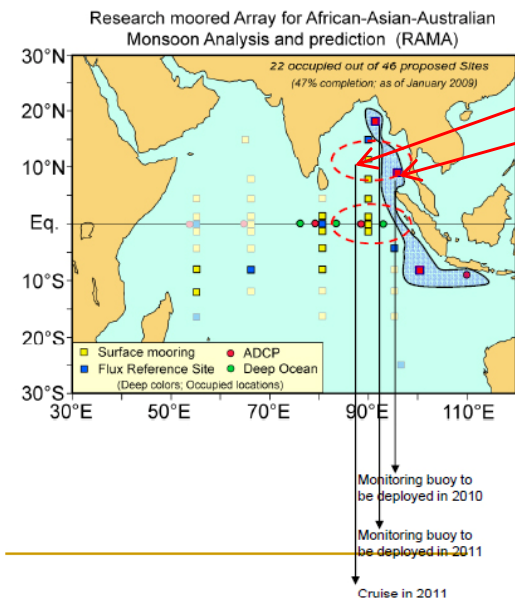 Research moored Array for African-Asian-Australian
Monsoon Analysis and prediction (RAMA)
30°N
22 occupied out of 46 proposed Sites
(47% completion; as of January 2009)
20°N
10°N
Eq.
10°S
20°S
Surface mooring
ADCP
Flux Reference Site
Deep Ocean
(Deep colors; Occupied locations)
30°S
30°E
50°E
70°E
90°E
110°E
Monitoring buoy to
be deployed in 2010
Monitoring buoy to
be deployed in 2011
Cruise in 2011